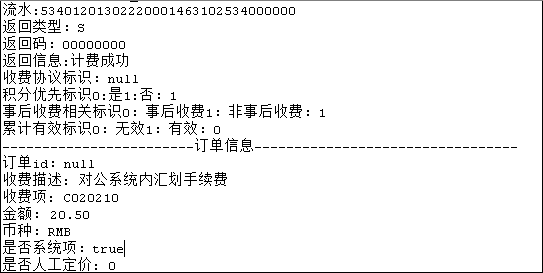 流水:53401201302220001463102534000000
返回类型: S
返回码: 00000000
返回信息:计费成功
收费协议标识: null
积分优先标识0:是1:否: 1
事后收费相关标识0: 事后收费1: 非事后收费: 1
累计有效标识0: 无效1: 有效: 0
------------------------订单信息---------------------------------
订单id: null
收费描述: 对公系统内汇划手续费
收费项: C020210
金额: 20.50
币种: RMB
是否系统项: true
是否人工定价: 0